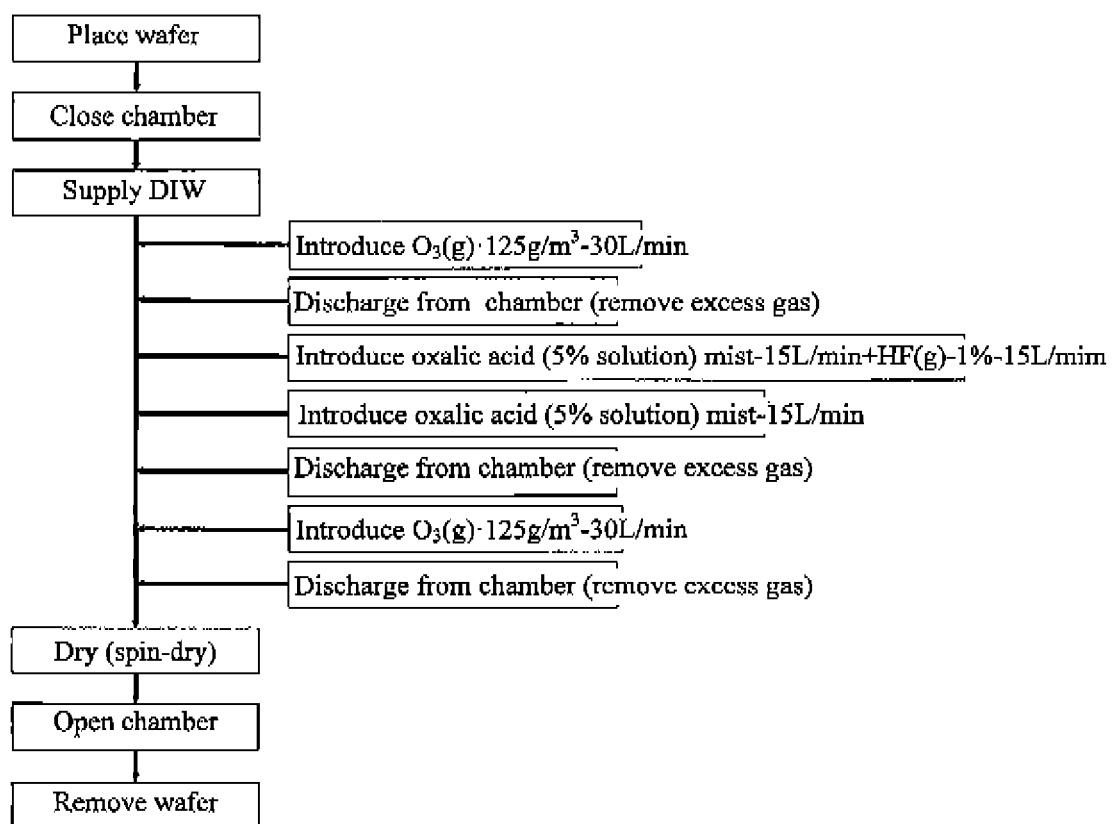 Place wafer
Close chamber
Supply DIW
Introduce O₃(g)·125g/m³-30L/min
Discharge from chamber (remove excess gas)
Introduce oxalic acid (5% solution) mist-15L/min+HF(g)-1%-15L/mim
Introduce oxalic acid (5% solution) mist-15L/min
Discharge from chamber (remove excess gas)
Introduce O₃(g)·125g/m³-30L/min
Discharge from chamber (remove excess gas)
Dry (spin-dry)
Open chamber
Remove wafer